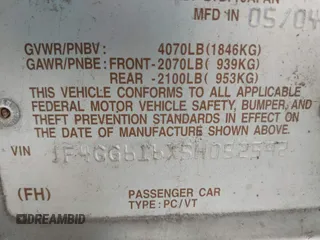 MFD IN 05/04
GVWR/PNBV: 4070LB(1846KG)
GAWR/PNBE: FRONT-2070LB( 939KG)
REAR -2100LB( 953KG)
THIS VEHICLE CONFORMS TO ALL APPLICABLE
FEDERAL MOTOR VEHICLE SAFETY, BUMPER, AND
THEFT PREVENTION STANDARDS IN EFFECT ON THE
DATE OF MANUFACTURE SHOWN ABOVE.
VIN
(FH) PASSENGER CAR
TYPE: PC/VT
DREAMBID